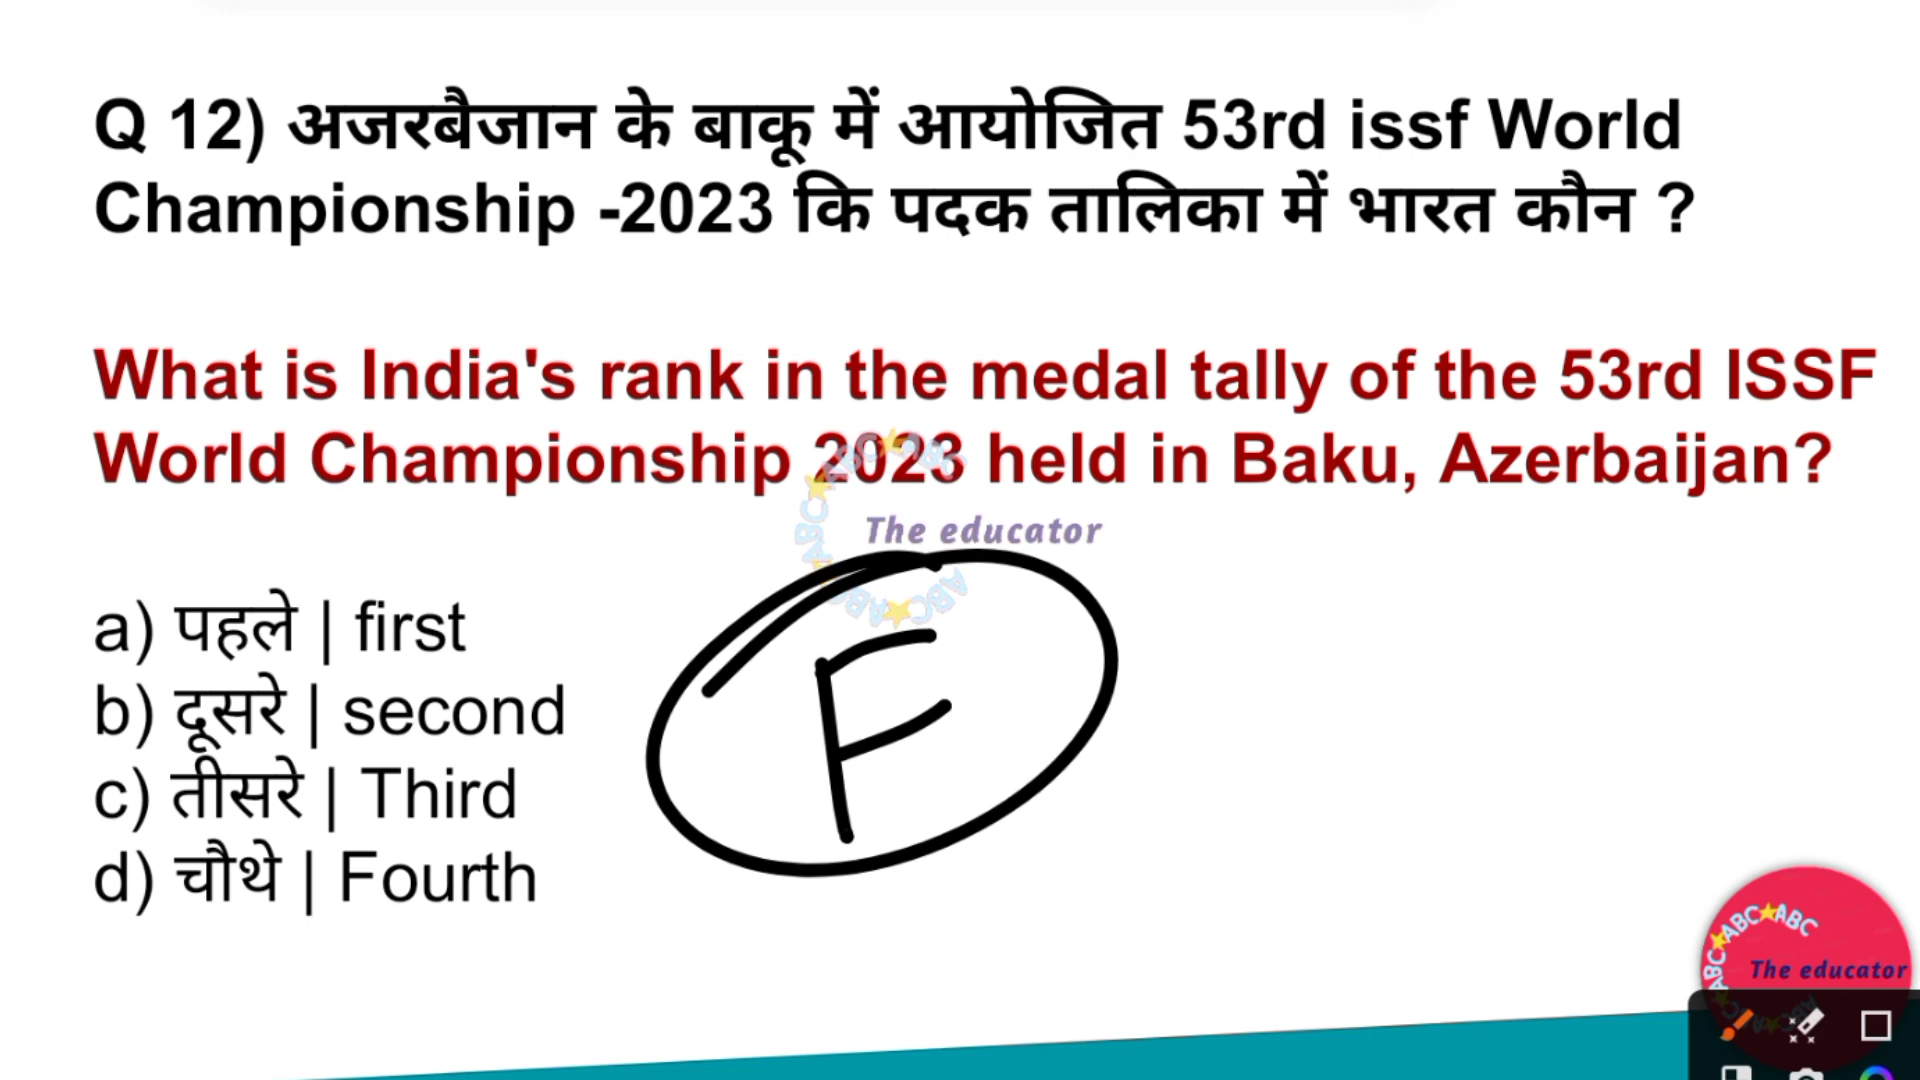 Q 12) अजरबैजान के बाकू में आयोजित 53rd issf World
Championship -2023 कि पदक तालिका में भारत कौन ?
What is India's rank in the medal tally of the 53rd ISSF
World Championship 2023 held in Baku, Azerbaijan?
The educator
a) पहले | first
b) दूसरे | second
c) तीसरे | Third
d) चौथे | Fourth
F
ABC★ABC★ABC
The educator